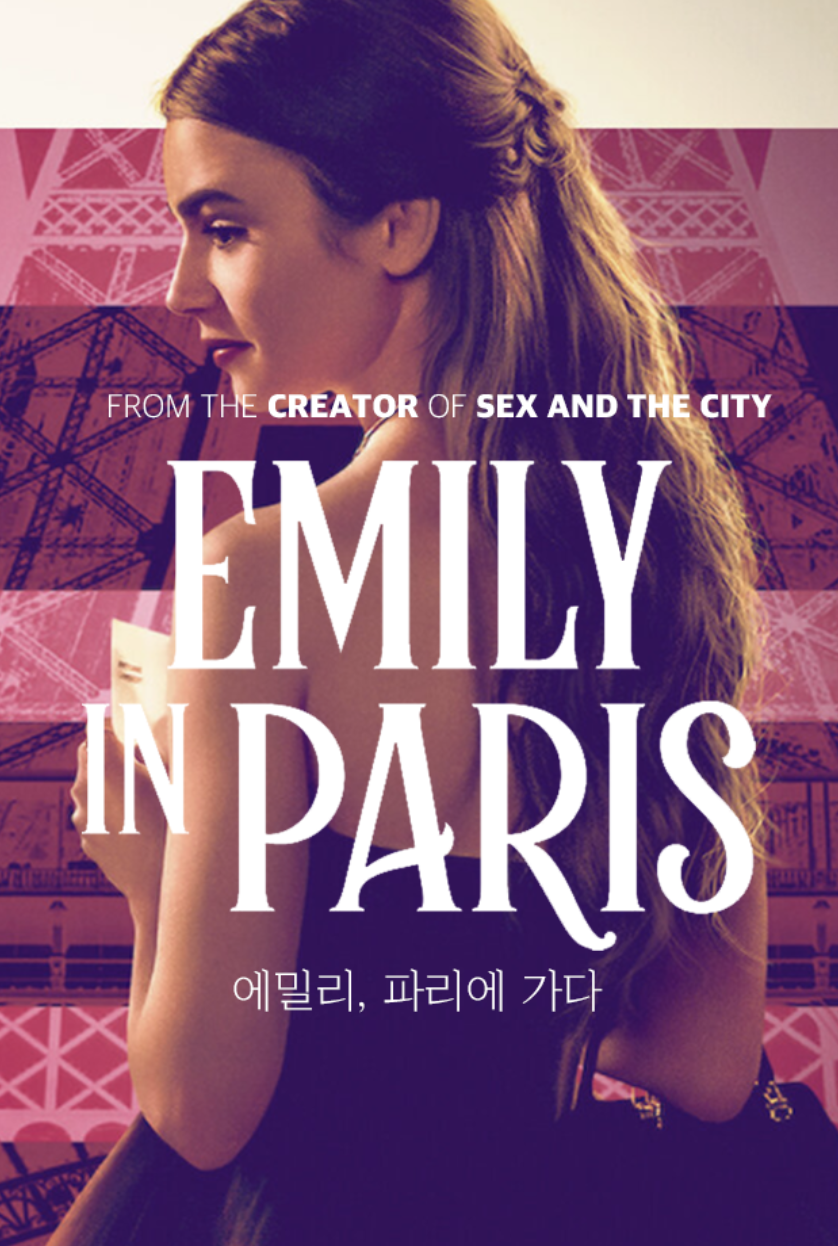 FROM THE CREATOR OF SEX AND THE CITY
EMILY
IN PARIS
에밀리, 파리에 가다